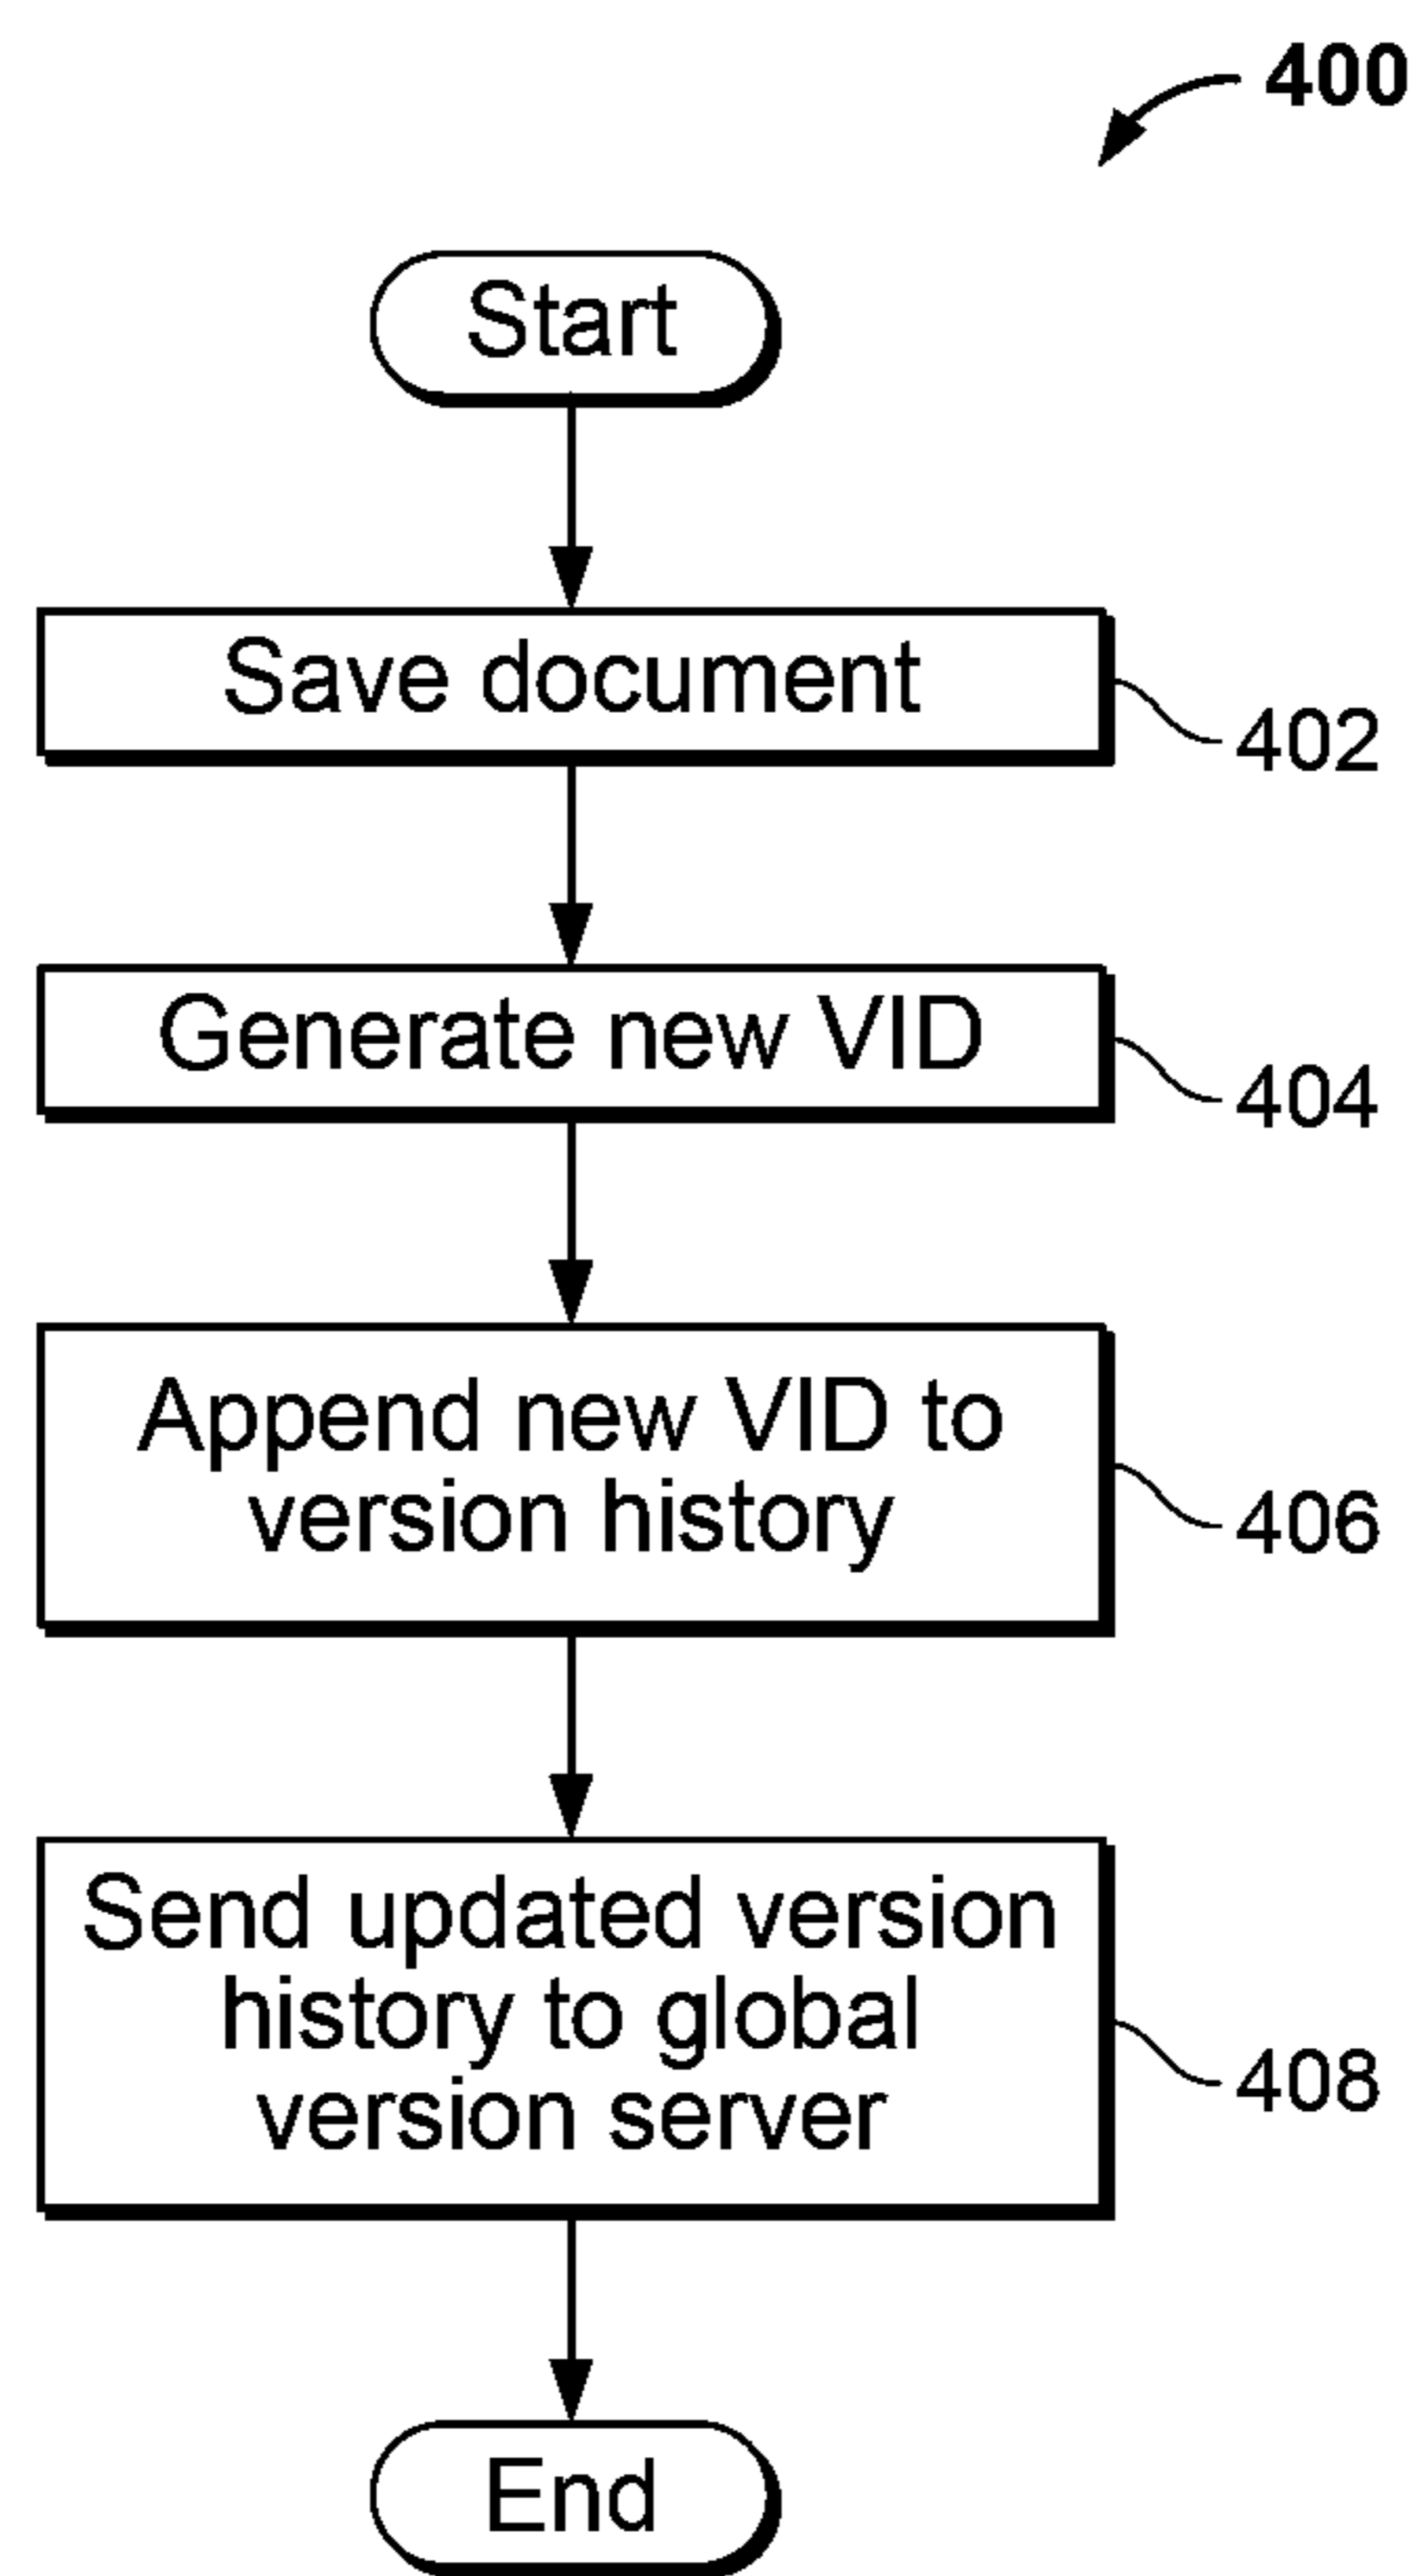 400
Start
Save document
402
Generate new VID
404
Append new VID to
version history
406
Send updated version
history to global
version server
408
End